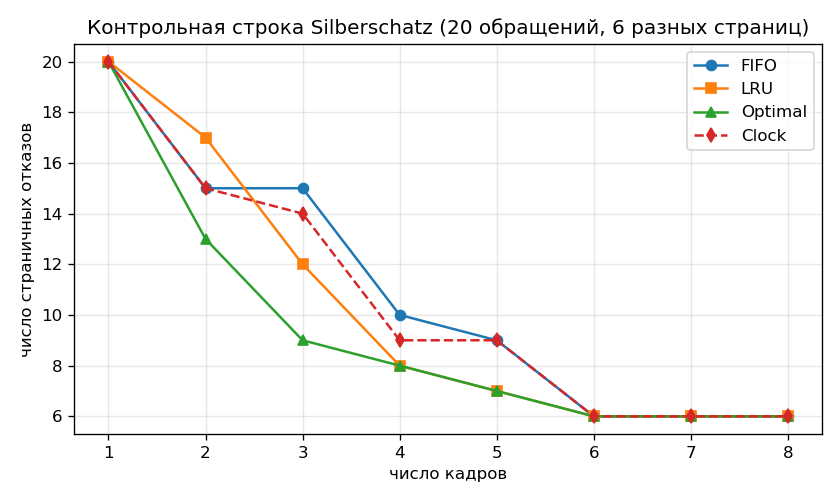 Контрольная строка Silberschatz (20 обращений, 6 разных страниц)
FIFO
LRU
Optimal
Clock
число страничных отказов
20
18
16
14
12
10
8
6
1 2 3 4 5 6 7 8
число кадров